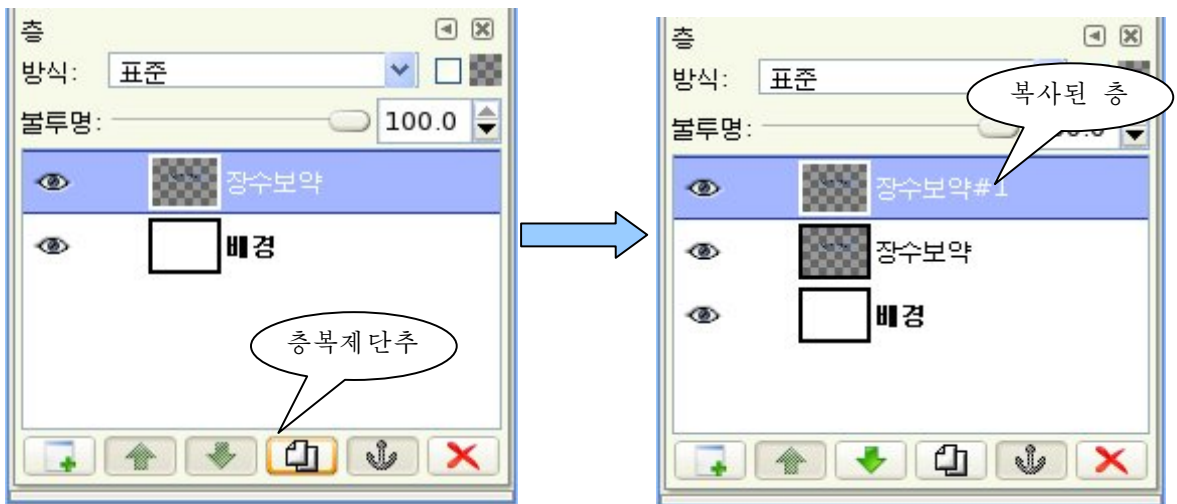 층
방식: 표준
불투명: 100.0
장수보약
배경
층복제단추
층
방식: 표준
복사된 층
불투명:
장수보약#1
장수보약
배경